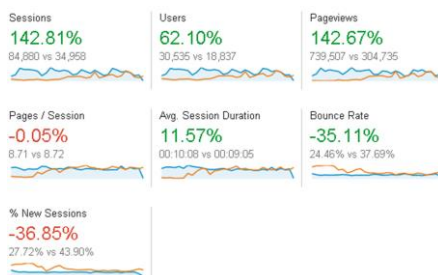 Sessions
142.81%
84,880 vs 34,958
Users
62.10%
30,535 vs 18,837
Pageviews
142.67%
739,507 vs 304,735
Pages / Session
-0.05%
8.71 vs 8.72
Avg. Session Duration
11.57%
00:10:08 vs 00:09:05
Bounce Rate
-35.11%
24.46% vs 37.69%
% New Sessions
-36.85%
27.72% vs 43.90%